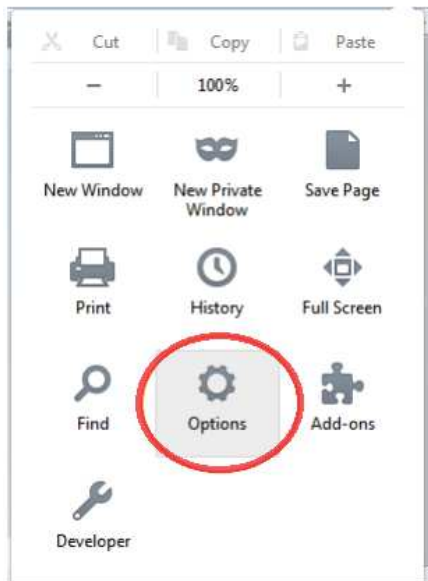 Cut Copy Paste
− 100% +
New Window New Private Window Save Page
Print History Full Screen
Find Options Add-ons
Developer